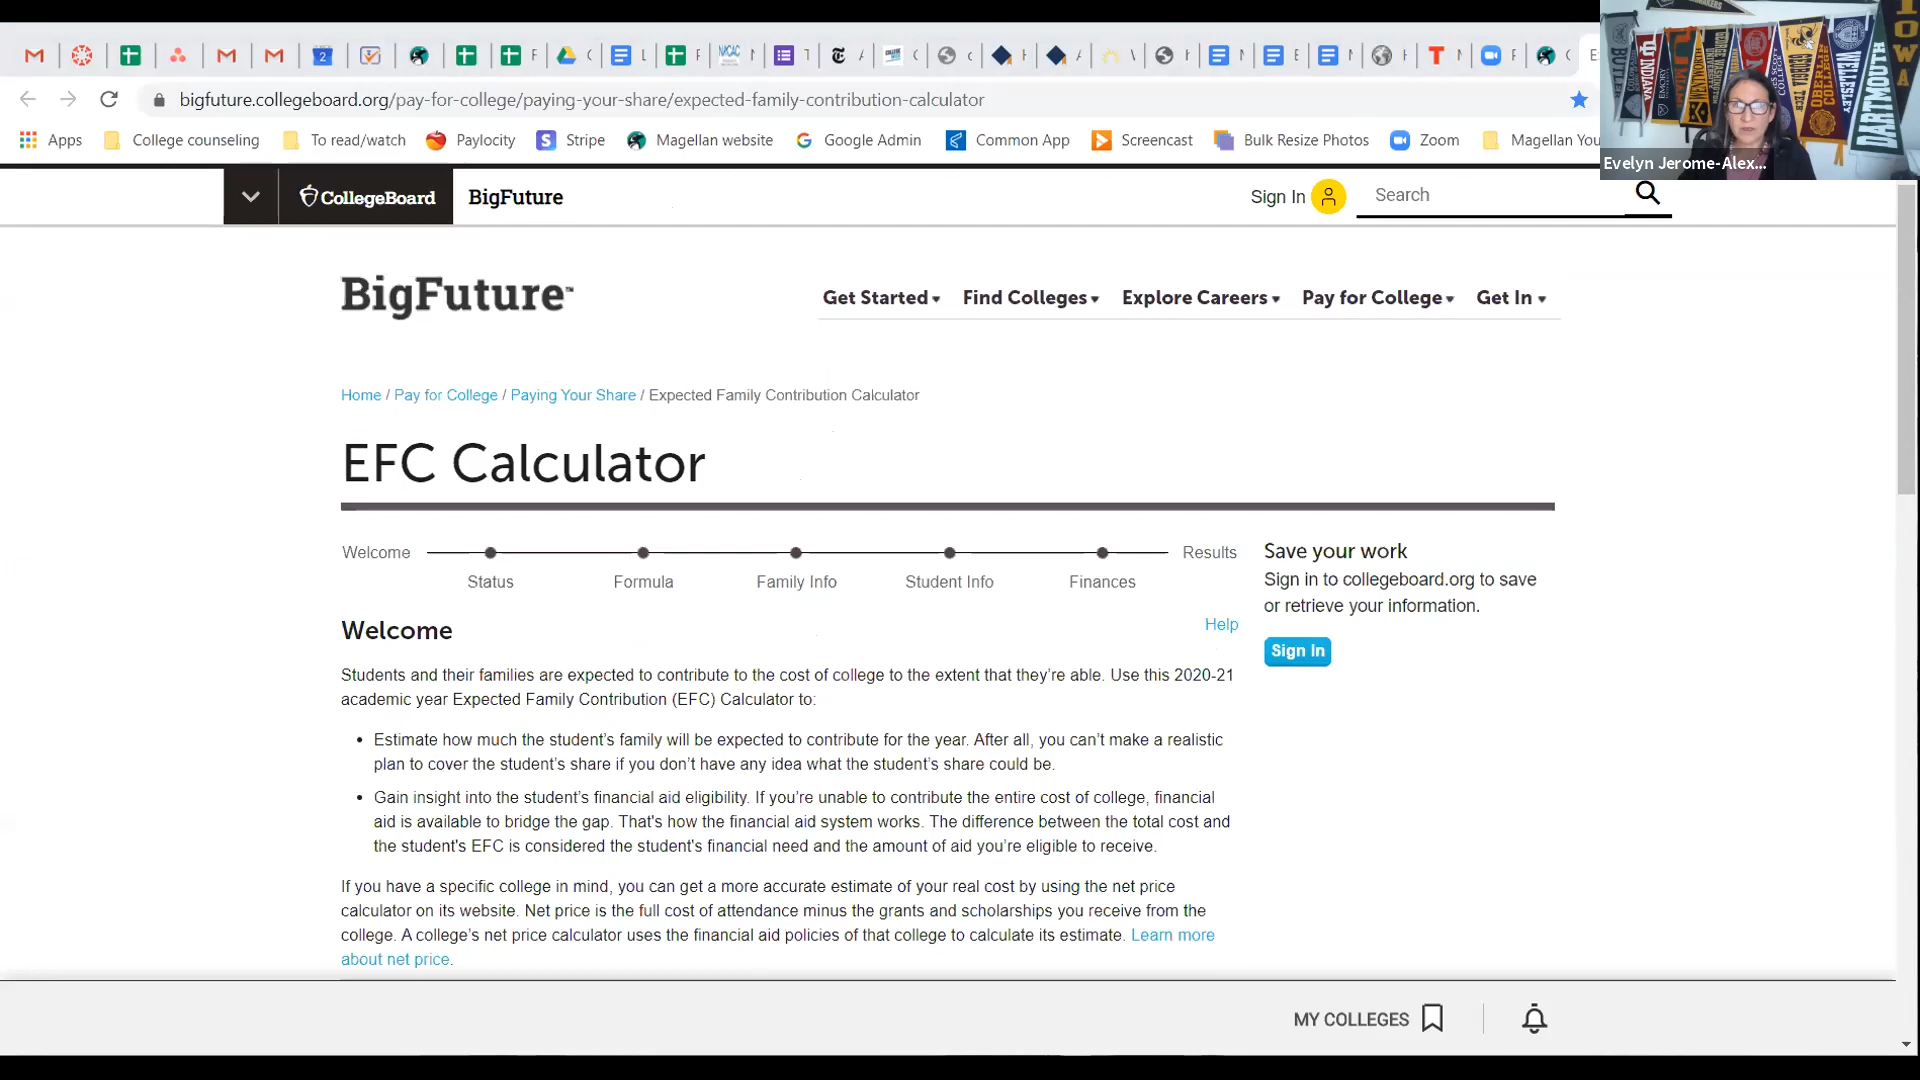 bigfuture.collegeboard.org/pay-for-college/paying-your-share/expected-family-contribution-calculator
Apps College counseling To read/watch Paylocity Stripe Magellan website Google Admin Common App Screencast Bulk Resize Photos Zoom Magellan You
BUTLER INDIANA EMORY MIAMI GEORGE WASHINGTON GEORGIA TECH OBERLIN COLLEGE WELLESLEY DARTMOUTH IOWA
Evelyn Jerome-Alex...
CollegeBoard BigFuture Sign In Search
BigFuture™ Get Started Find Colleges Explore Careers Pay for College Get In
Home / Pay for College / Paying Your Share / Expected Family Contribution Calculator
EFC Calculator
Welcome Results
Status Formula Family Info Student Info Finances
Save your work
Sign in to collegeboard.org to save
or retrieve your information.
Sign In
Welcome Help
Students and their families are expected to contribute to the cost of college to the extent that they're able. Use this 2020-21
academic year Expected Family Contribution (EFC) Calculator to:
• Estimate how much the student's family will be expected to contribute for the year. After all, you can't make a realistic
plan to cover the student's share if you don't have any idea what the student's share could be.
• Gain insight into the student's financial aid eligibility. If you're unable to contribute the entire cost of college, financial
aid is available to bridge the gap. That's how the financial aid system works. The difference between the total cost and
the student's EFC is considered the student's financial need and the amount of aid you're eligible to receive.
If you have a specific college in mind, you can get a more accurate estimate of your real cost by using the net price
calculator on its website. Net price is the full cost of attendance minus the grants and scholarships you receive from the
college. A college's net price calculator uses the financial aid policies of that college to calculate its estimate. Learn more
about net price.
MY COLLEGES